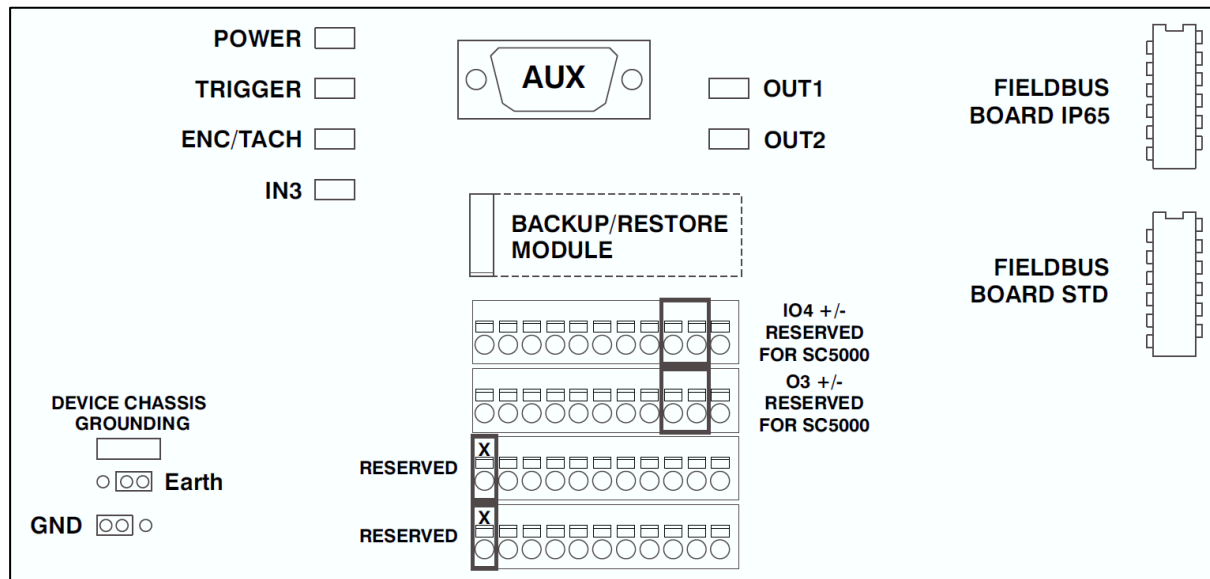 POWER
TRIGGER
ENC/TACH
IN3
AUX
OUT1
OUT2
FIELDBUS
BOARD IP65
BACKUP/RESTORE
MODULE
FIELDBUS
BOARD STD
IO4 +/-
RESERVED
FOR SC5000
O3 +/-
RESERVED
FOR SC5000
DEVICE CHASSIS
GROUNDING
Earth
GND
X
RESERVED
X
RESERVED